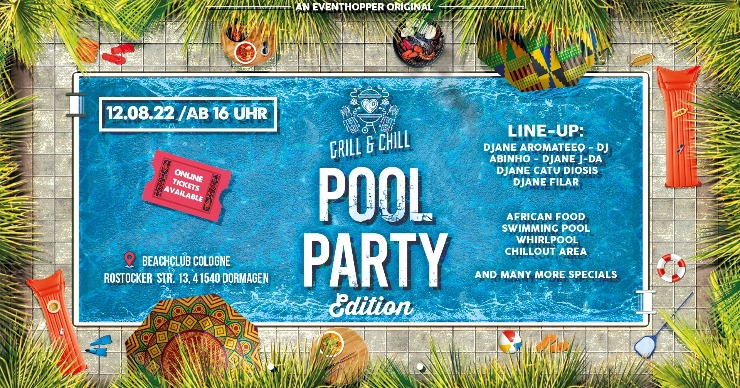 AN EVENTHOPPER ORIGINAL
12.08.22 /AB 16 UHR
GRILL & CHILL
ONLINE
TICKETS
AVAILABLE
POOL
PARTY
Edition
BEACHCLUB COLOGNE
ROSTOCKER STR. 13, 41540 DORMAGEN
LINE-UP:
DJANE AROMATEEQ - DJ
ABINHO - DJANE J-DA
DJANE CATU DIOSIS
DJANE FILAR
AFRICAN FOOD
SWIMMING POOL
WHIRLPOOL
CHILLOUT AREA
AND MANY MORE SPECIALS